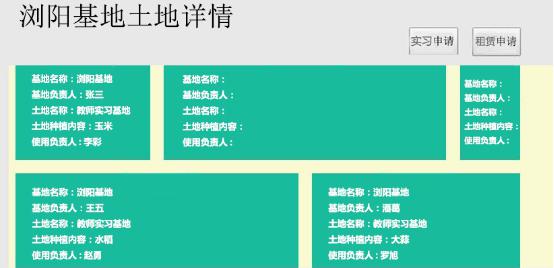 浏阳基地土地详情
实习申请
租赁申请
基地名称：浏阳基地
基地负责人：张三
土地名称：教师实习基地
土地种植内容：玉米
使用负责人：李彩
基地名称：
基地负责人：
土地名称：
土地种植内容：
使用负责人：
基地名称：
基地负责人：
土地名称：
土地种植内容：
使用负责人：
基地名称：浏阳基地
基地负责人：王五
土地名称：教师实习基地
土地种植内容：水稻
使用负责人：赵勇
基地名称：浏阳基地
基地负责人：潘葛
土地名称：教师实习基地
土地种植内容：大蒜
使用负责人：罗旭